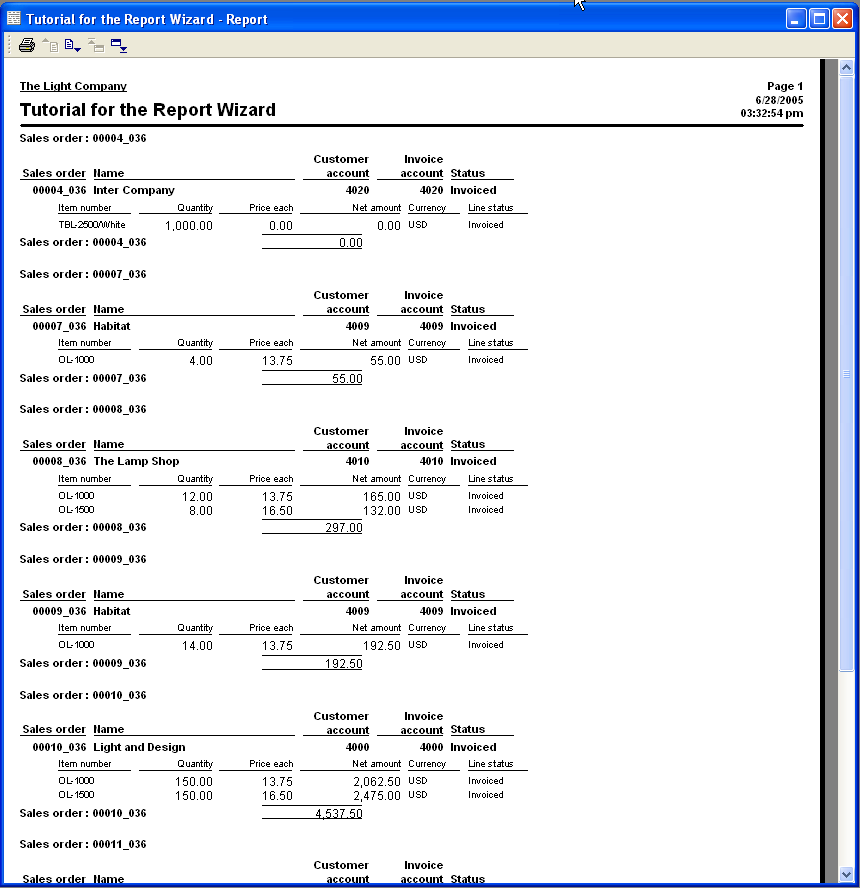 Tutorial for the Report Wizard - Report
The Light Company Page 1
Tutorial for the Report Wizard 6/28/2005
03:32:54 pm
Sales order : 00004_036
Customer Invoice
Sales order Name account account Status
00004_036 Inter Company 4020 4020 Invoiced
Item number Quantity Price each Net amount Currency Line status
TBL-2500/White 1,000.00 0.00 0.00 USD Invoiced
Sales order : 00004_036 0.00
Sales order : 00007_036
Customer Invoice
Sales order Name account account Status
00007_036 Habitat 4009 4009 Invoiced
Item number Quantity Price each Net amount Currency Line status
OL-1000 4.00 13.75 55.00 USD Invoiced
Sales order : 00007_036 55.00
Sales order : 00008_036
Customer Invoice
Sales order Name account account Status
00008_036 The Lamp Shop 4010 4010 Invoiced
Item number Quantity Price each Net amount Currency Line status
OL-1000 12.00 13.75 165.00 USD Invoiced
OL-1500 8.00 16.50 132.00 USD Invoiced
Sales order : 00008_036 297.00
Sales order : 00009_036
Customer Invoice
Sales order Name account account Status
00009_036 Habitat 4009 4009 Invoiced
Item number Quantity Price each Net amount Currency Line status
OL-1000 14.00 13.75 192.50 USD Invoiced
Sales order : 00009_036 192.50
Sales order : 00010_036
Customer Invoice
Sales order Name account account Status
00010_036 Light and Design 4000 4000 Invoiced
Item number Quantity Price each Net amount Currency Line status
OL-1000 150.00 13.75 2,062.50 USD Invoiced
OL-1500 150.00 16.50 2,475.00 USD Invoiced
Sales order : 00010_036 4,537.50
Sales order : 00011_036
Customer Invoice
Sales order Name account account Status